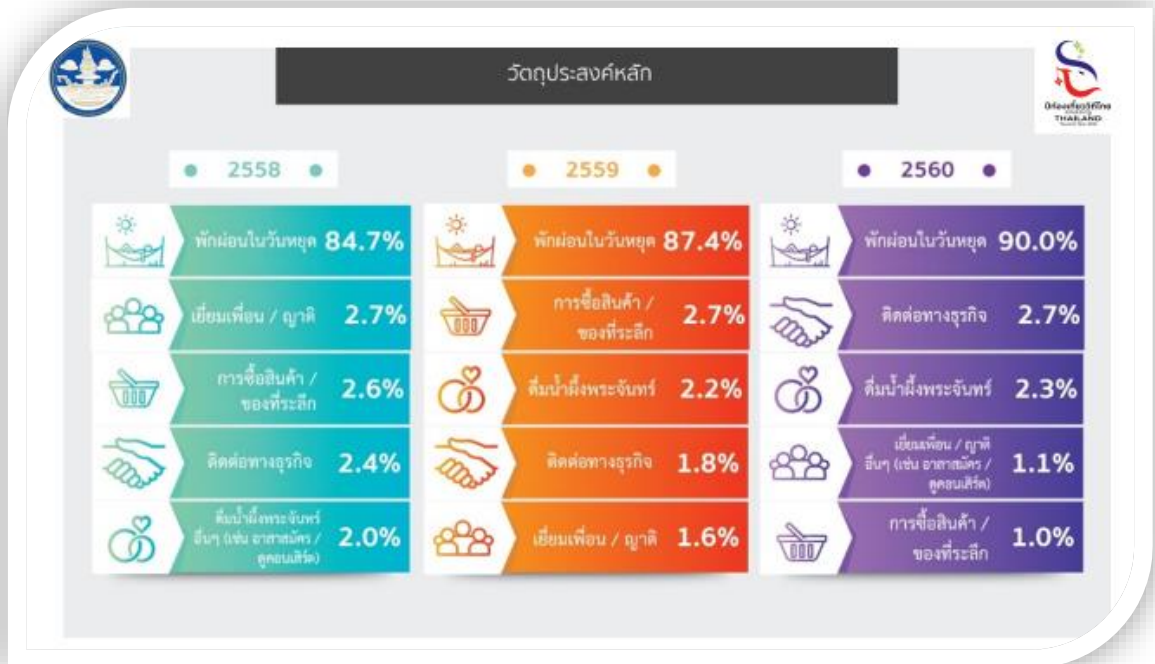 วัตถุประสงค์หลัก
THAILAND
2558
พักผ่อนในวันหยุด 84.7%
เยี่ยมเพื่อน / ญาติ 2.7%
การซื้อสินค้า /
ของที่ระลึก 2.6%
ติดต่อทางธุรกิจ 2.4%
ดื่มน้ำผึ้งพระจันทร์
อื่นๆ (เช่น อาสาสมัคร /
ดูคอนเสิร์ต) 2.0%
2559
พักผ่อนในวันหยุด 87.4%
การซื้อสินค้า /
ของที่ระลึก 2.7%
ดื่มน้ำผึ้งพระจันทร์ 2.2%
ติดต่อทางธุรกิจ 1.8%
เยี่ยมเพื่อน / ญาติ 1.6%
2560
พักผ่อนในวันหยุด 90.0%
ติดต่อทางธุรกิจ 2.7%
ดื่มน้ำผึ้งพระจันทร์ 2.3%
เยี่ยมเพื่อน / ญาติ
อื่นๆ (เช่น อาสาสมัคร /
ดูคอนเสิร์ต) 1.1%
การซื้อสินค้า /
ของที่ระลึก 1.0%